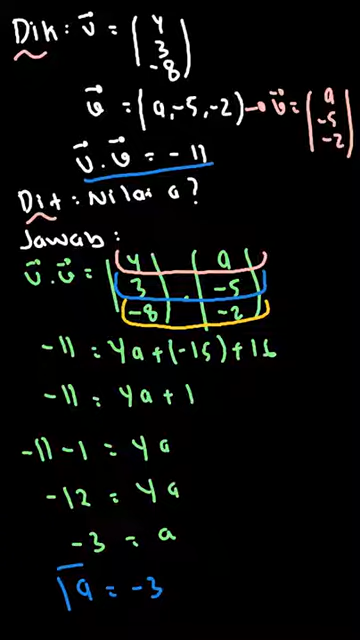 Dik : v⃗ = (4
3
-8)
v⃗ = (a, -5, -2) → v⃗ = (a
-5
-2)
v⃗ . v⃗ = -11
Dit : Nilai a ?
Jawab :
v⃗ . v⃗ = |4| . |a|
|3| |-5|
|-8| |-2|
-11 = 4a + (-15) + 16
-11 = 4a + 1
-11 - 1 = 4a
-12 = 4a
-3 = a
a = -3